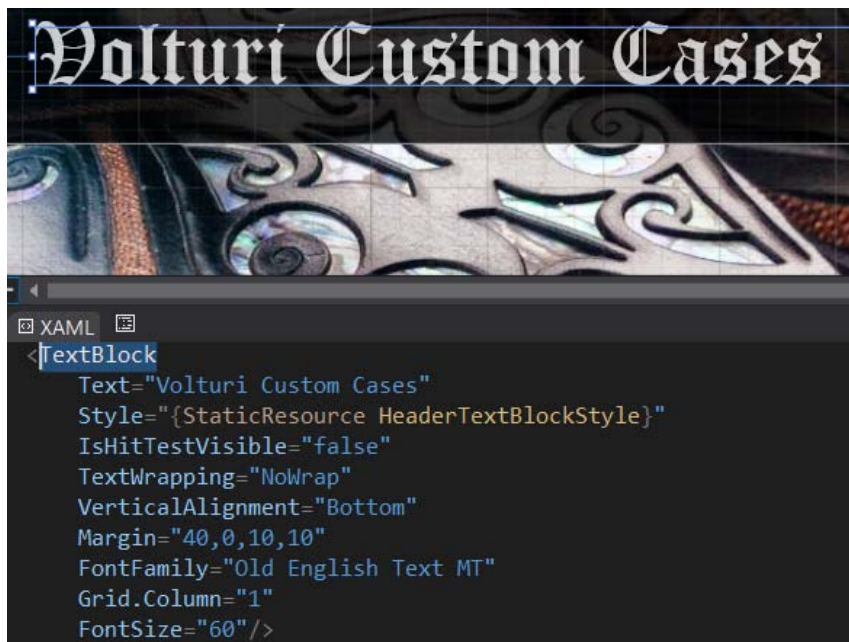 Volturi Custom Cases
XAML
<TextBlock
Text="Volturi Custom Cases"
Style="{StaticResource HeaderTextBlockStyle}"
IsHitTestVisible="false"
TextWrapping="NoWrap"
VerticalAlignment="Bottom"
Margin="40,0,10,10"
FontFamily="Old English Text MT"
Grid.Column="1"
FontSize="60"/>